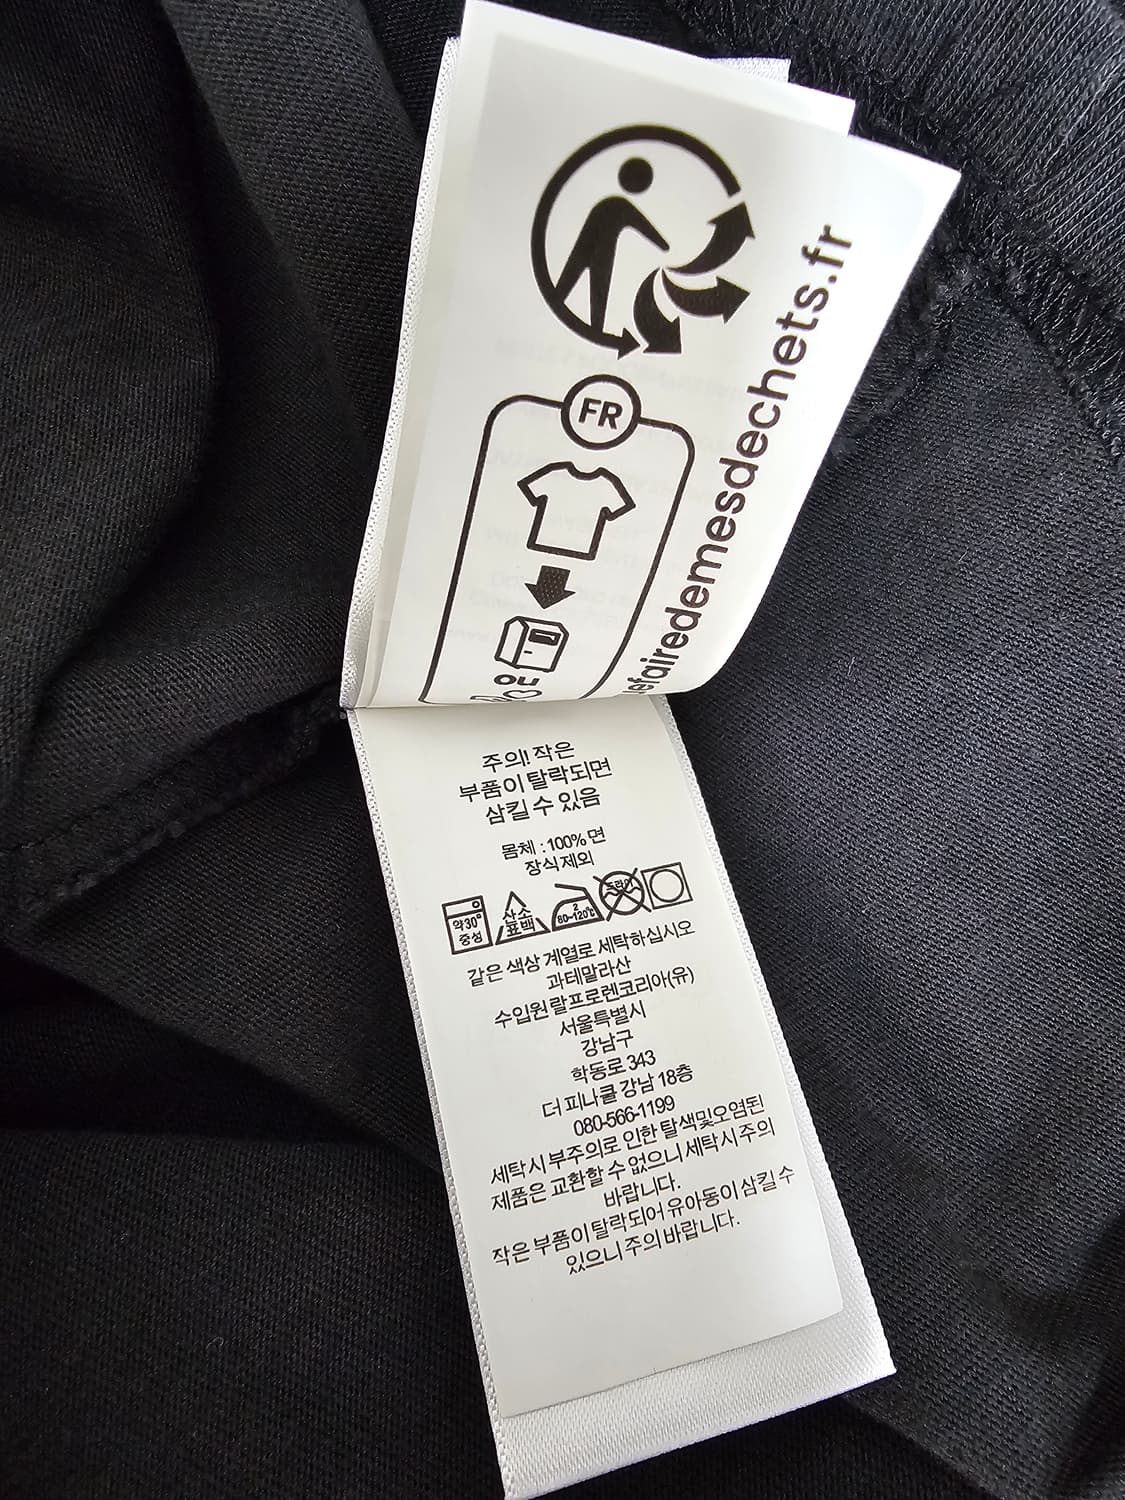 FR
efairedemesdechets.fr
주의! 작은
부품이 탈락되면
삼킬 수 있음
몸체 : 100% 면
장식 제외
약30°
중성
산소
표백
2
80~120℃
드라이
같은 색상 계열로 세탁하십시오
과테말라산
수입원 랄프로렌코리아(유)
서울특별시
강남구
학동로 343
더 피나클 강남 18층
080-566-1199
세탁시 부주의로 인한 탈색및오염된
제품은 교환할 수 없으니 세탁시 주의
바랍니다.
작은 부품이 탈락되어 유아동이 삼킬 수
있으니 주의 바랍니다.